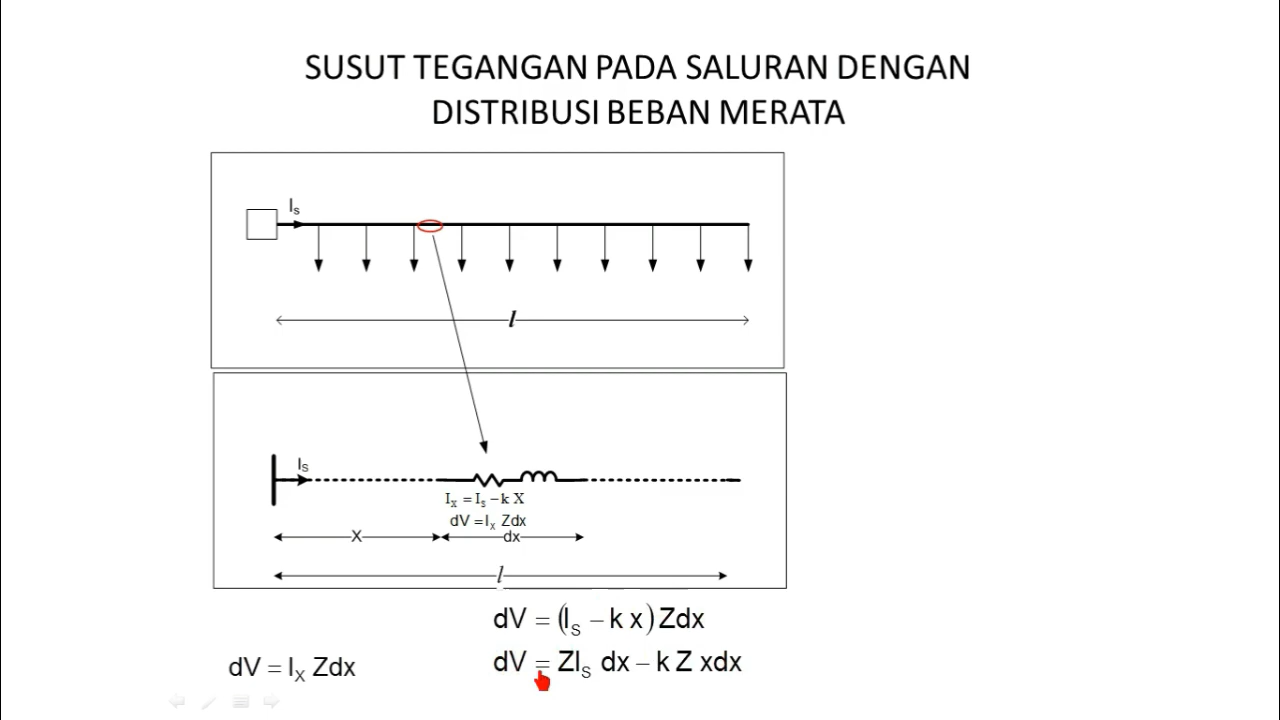 SUSUT TEGANGAN PADA SALURAN DENGAN
DISTRIBUSI BEBAN MERATA
Is
l
IS
Ix = Is – k X
dV = Ix Zdx
X
dx
l
dV = (IS – k x) Zdx
dV = IX Zdx
dV = ZIS dx – k Z xdx